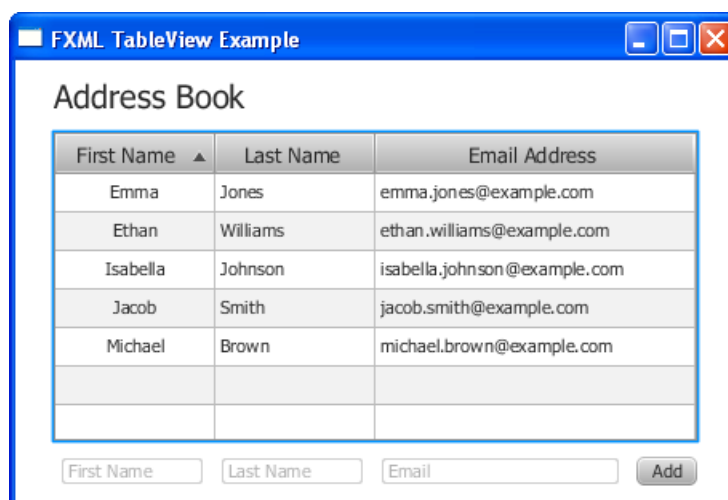 FXML TableView Example
Address Book
First Name Last Name Email Address
Emma Jones emma.jones@example.com
Ethan Williams ethan.williams@example.com
Isabella Johnson isabella.johnson@example.com
Jacob Smith jacob.smith@example.com
Michael Brown michael.brown@example.com
First Name Last Name Email Add